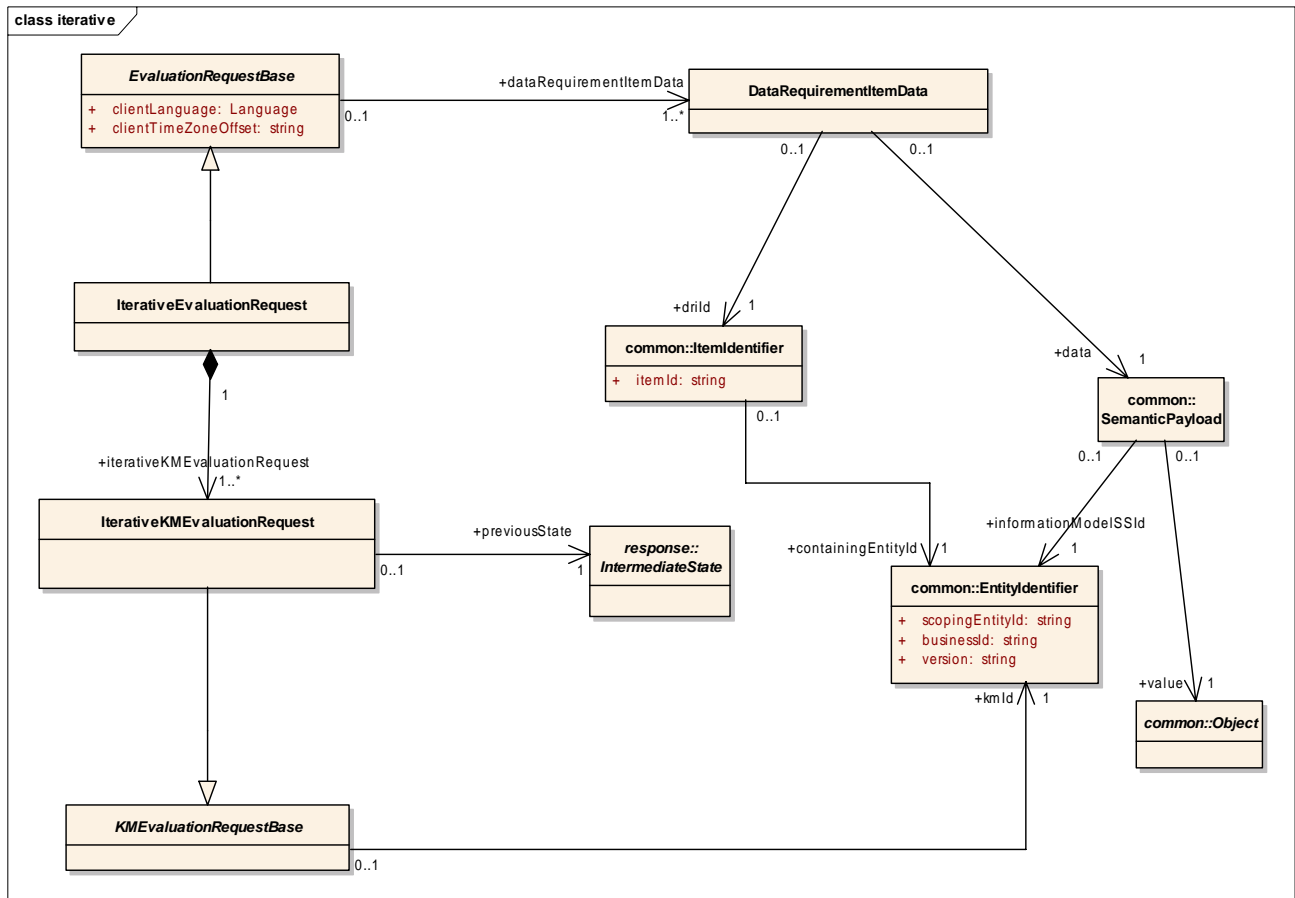 class iterative
EvaluationRequestBase
+ clientLanguage: Language
+ clientTimeZoneOffset: string
0..1
+dataRequirementItemData
1..*
DataRequirementItemData
0..1
0..1
IterativeEvaluationRequest
1
+iterativeKMEvaluationRequest
1..*
+driId
1
common::ItemIdentifier
+ itemId: string
0..1
+data
1
common::
SemanticPayload
0..1
0..1
IterativeKMEvaluationRequest
0..1
+previousState
1
response::
IntermediateState
+containingEntityId
1
+informationModelSSId
1
common::EntityIdentifier
+ scopingEntityId: string
+ businessId: string
+ version: string
+kmId
1
+value
1
common::Object
KMEvaluationRequestBase
0..1